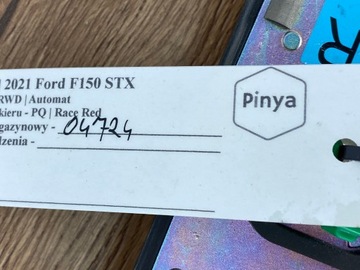 2021 Ford F150 STX
RWD | Automat
kieru - PQ | Race Red
gazynowy - 04724
dzenia -
Pinya